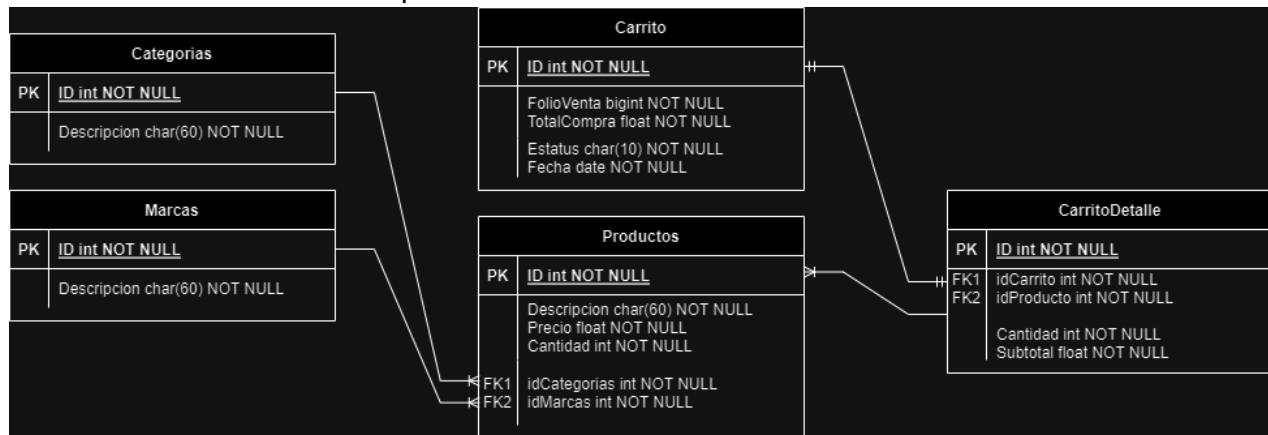 Categorias
PK ID int NOT NULL
Descripcion char(60) NOT NULL
Marcas
PK ID int NOT NULL
Descripcion char(60) NOT NULL
Carrito
PK ID int NOT NULL
FolioVenta bigint NOT NULL
TotalCompra float NOT NULL
Estatus char(10) NOT NULL
Fecha date NOT NULL
Productos
PK ID int NOT NULL
Descripcion char(60) NOT NULL
Precio float NOT NULL
Cantidad int NOT NULL
FK1 idCategorias int NOT NULL
FK2 idMarcas int NOT NULL
CarritoDetalle
PK ID int NOT NULL
FK1 idCarrito int NOT NULL
FK2 idProducto int NOT NULL
Cantidad int NOT NULL
Subtotal float NOT NULL